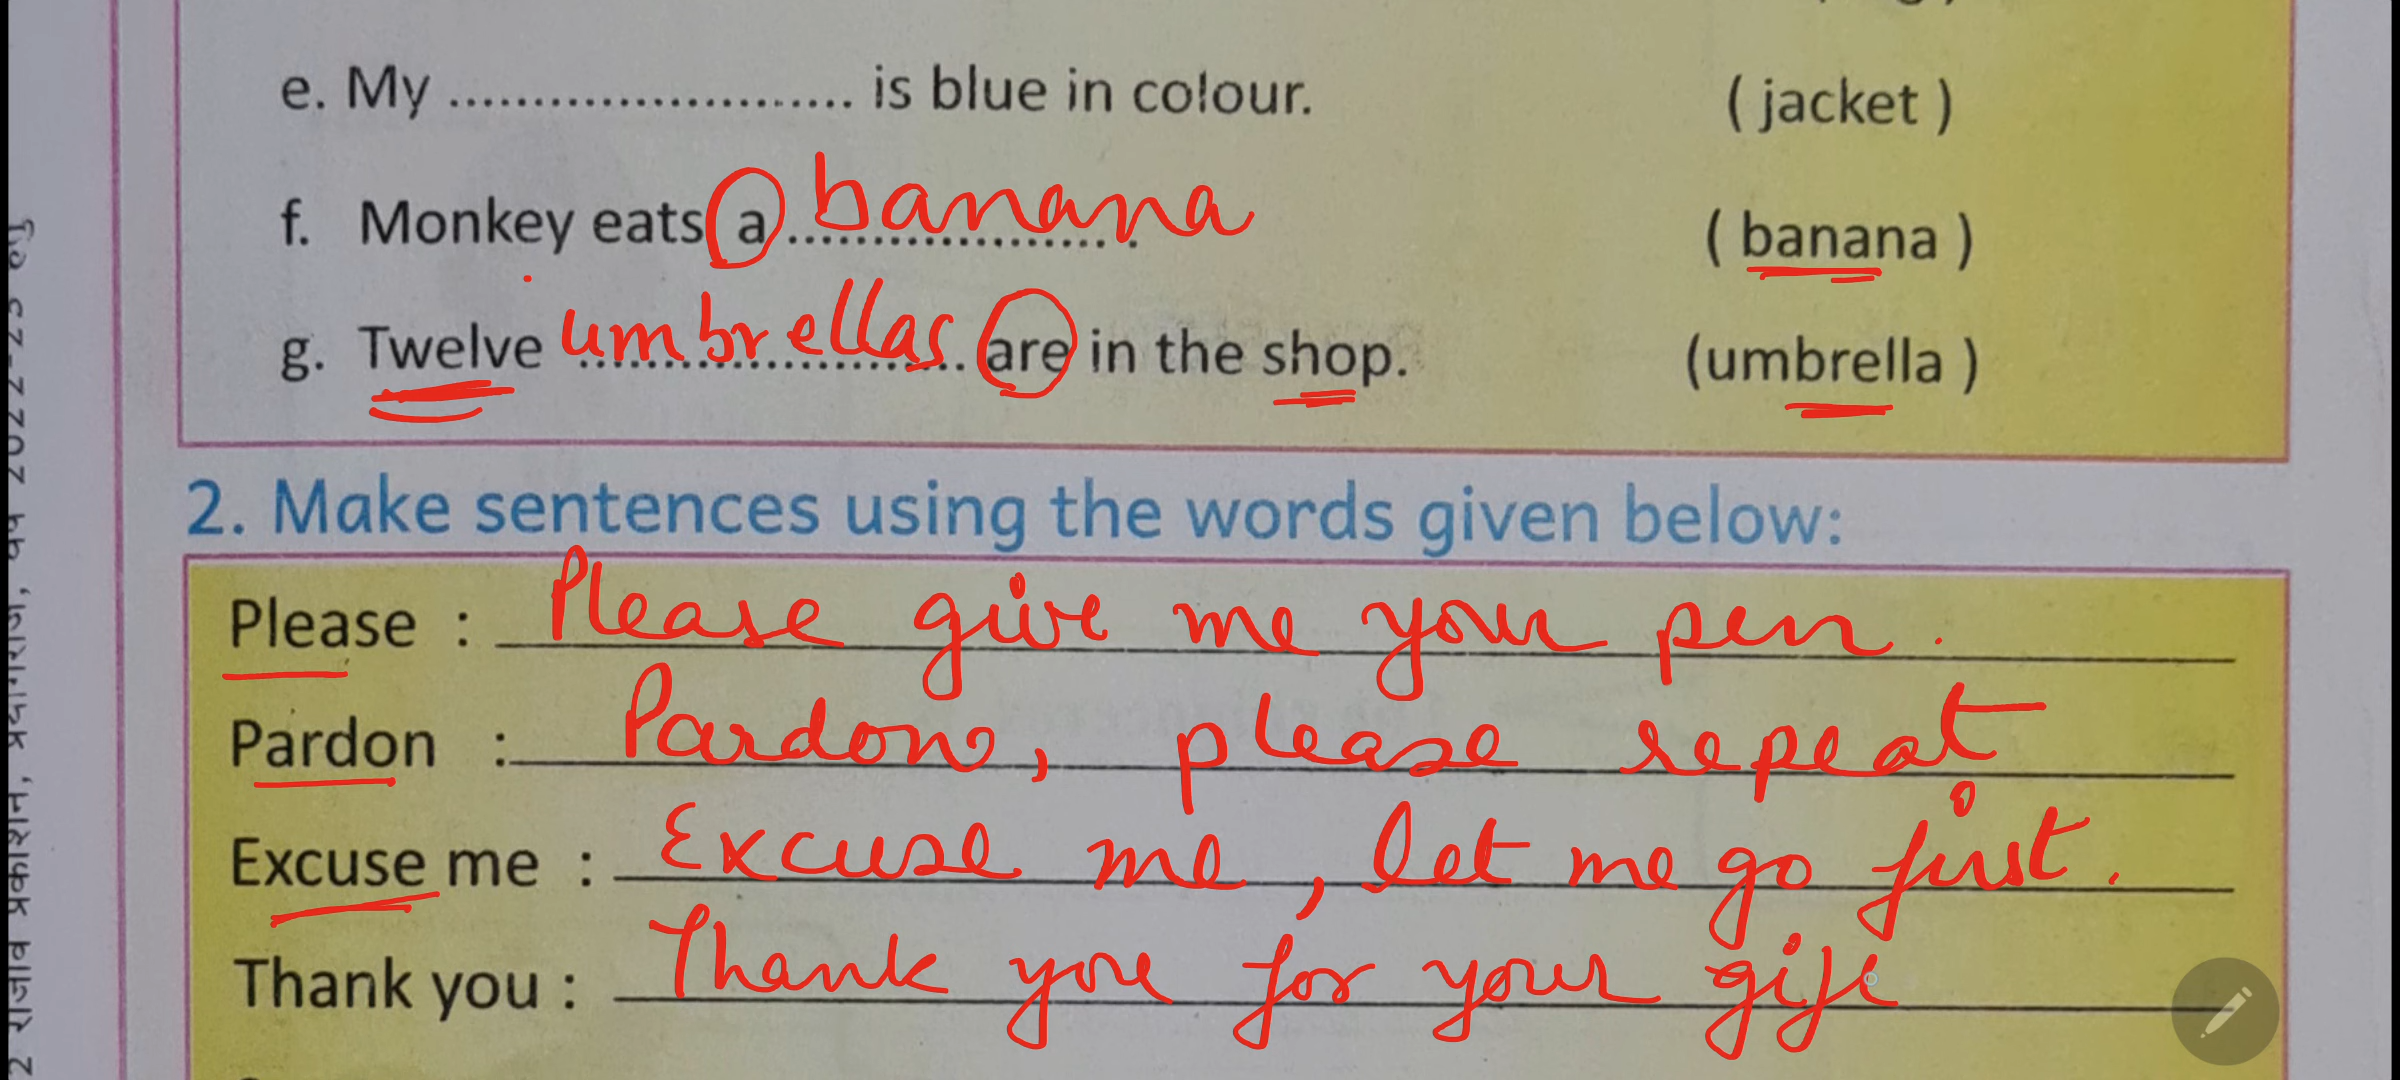 e. My ........................ is blue in colour. ( jacket )
f. Monkey eats a banana ..................... ( banana )
g. Twelve umbrellas ....................... are in the shop. (umbrella )
2. Make sentences using the words given below:
Please : Please give me your pen.
Pardon : Pardon, please repeat
Excuse me : Excuse me, let me go first.
Thank you : Thank you for your gif